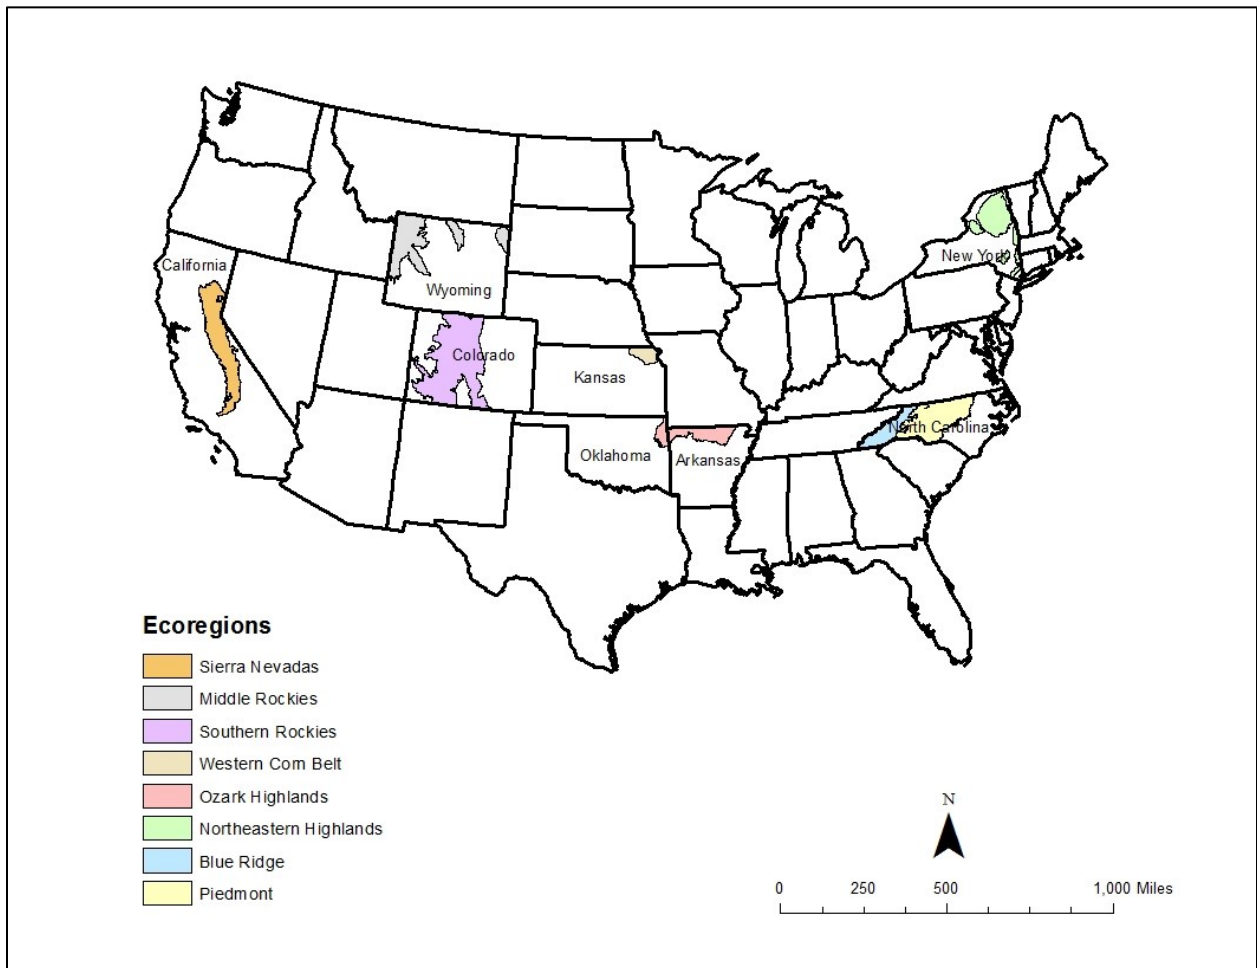 California
Wyoming
New York
Colorado
Kansas
North Carolina
Oklahoma
Arkansas
Ecoregions
Sierra Nevadas
Middle Rockies
Southern Rockies
Western Corn Belt
Ozark Highlands
Northeastern Highlands
Blue Ridge
Piedmont
N
0 250 500 1,000 Miles